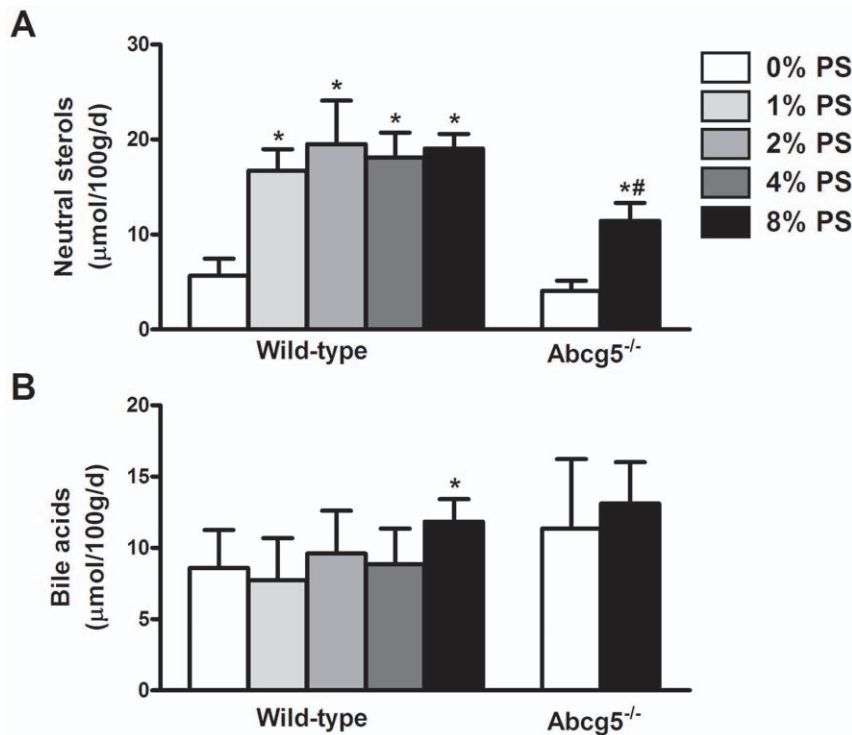 A
Neutral sterols
(µmol/100g/d)
30
20
10
0
*
*
*
*
*#
Wild-type
Abcg5-/-
0% PS
1% PS
2% PS
4% PS
8% PS
B
Bile acids
(µmol/100g/d)
20
15
10
5
0
*
Wild-type
Abcg5-/-